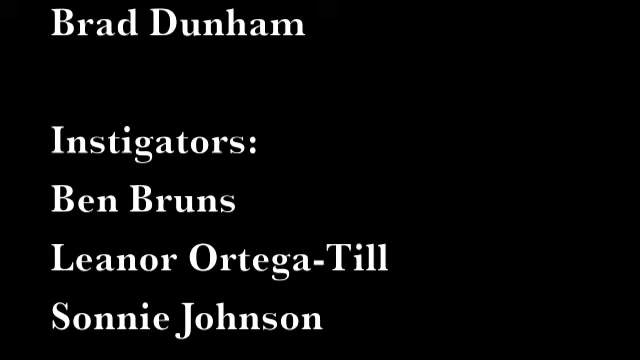 Brad Dunham
Instigators:
Ben Bruns
Leanor Ortega-Till
Sonnie Johnson